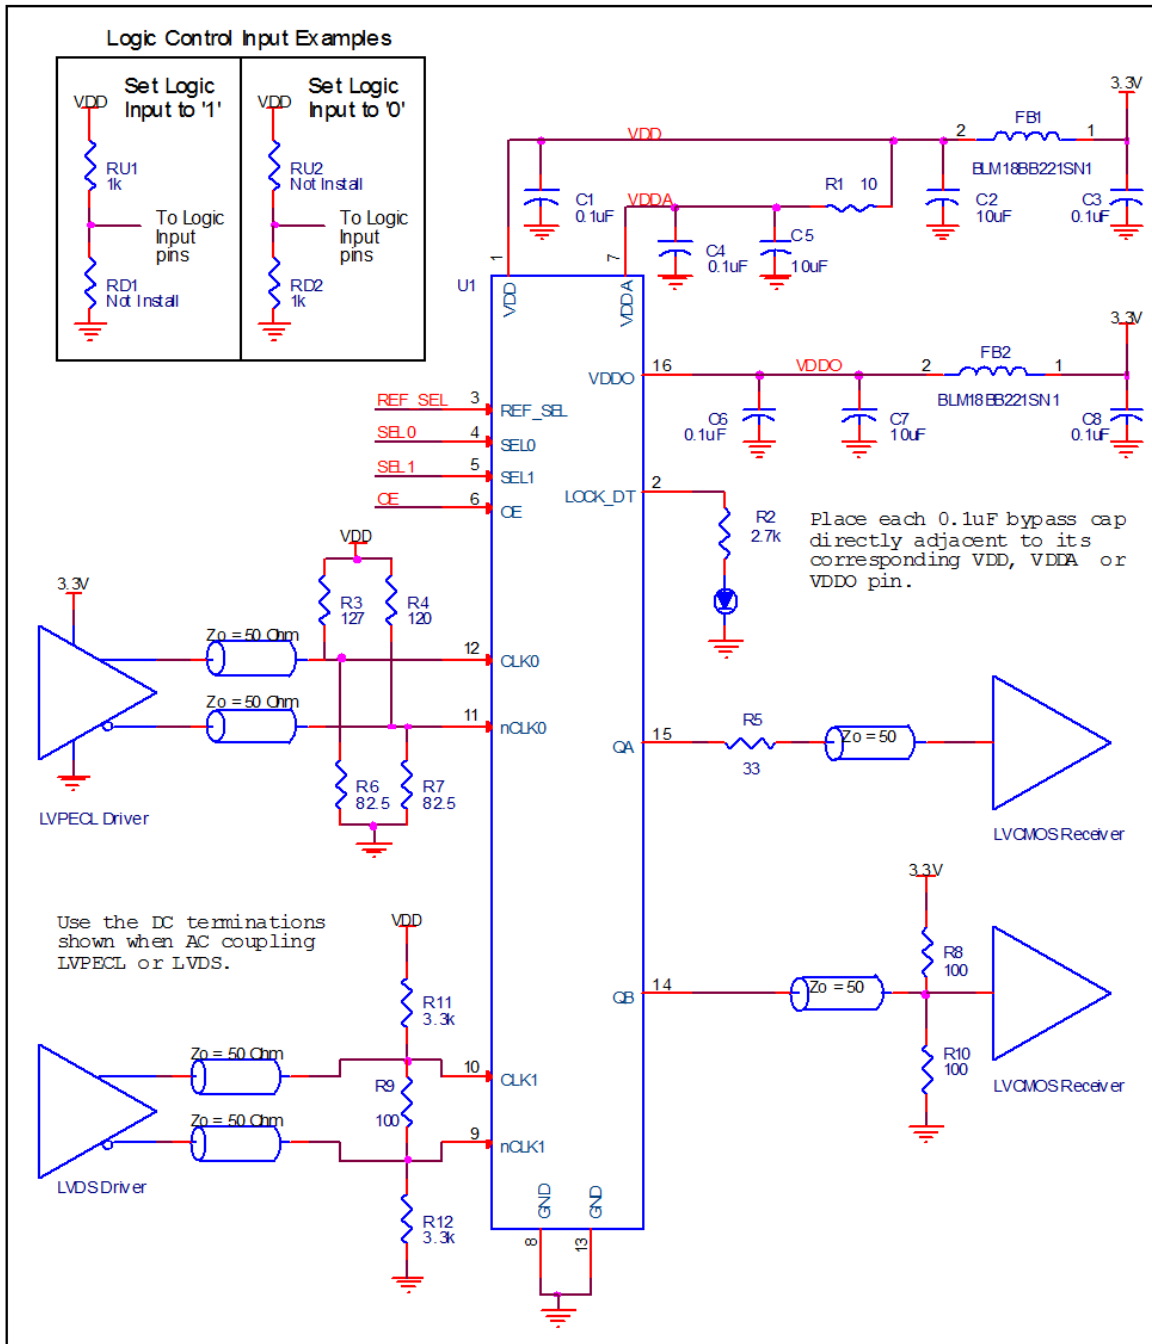 Logic Control Input Examples
Set Logic
Input to '1'
VDD
RU1
1k
To Logic
Input
pins
RD1
Not Install
Set Logic
Input to '0'
VDD
RU2
Not Install
To Logic
Input
pins
RD2
1k
3.3V
VDD
2
FB1
1
BLM18BB221SN1
C1
0.1uF
VDDA
R1 10
C2
10uF
C3
0.1uF
C4
0.1uF
C5
10uF
1
7
U1
VDD
VDDA
3.3V
16
VDDO
VDDO
2
FB2
1
BLM18BB221SN1
C6
0.1uF
C7
10uF
C8
0.1uF
REF_SEL
3
REF_SEL
SEL0
4
SEL0
SEL1
5
SEL1
OE
6
OE
2
LOCK_DT
R2
2.7k
Place each 0.1uF bypass cap
directly adjacent to its
corresponding VDD, VDDA or
VDDO pin.
VDD
3.3V
R3
127
R4
120
Zo = 50 Ohm
12
CLK0
Zo = 50 Ohm
11
nCLK0
R6
82.5
R7
82.5
LVPECL Driver
15
QA
R5
33
Zo = 50
LVCMOS Receiver
Use the DC terminations
shown when AC coupling
LVPECL or LVDS.
VDD
R11
3.3k
Zo = 50 Ohm
10
CLK1
R9
100
Zo = 50 Ohm
9
nCLK1
LVDS Driver
R12
3.3k
3.3V
R8
100
14
QB
Zo = 50
R10
100
LVCMOS Receiver
GND
GND
8
13